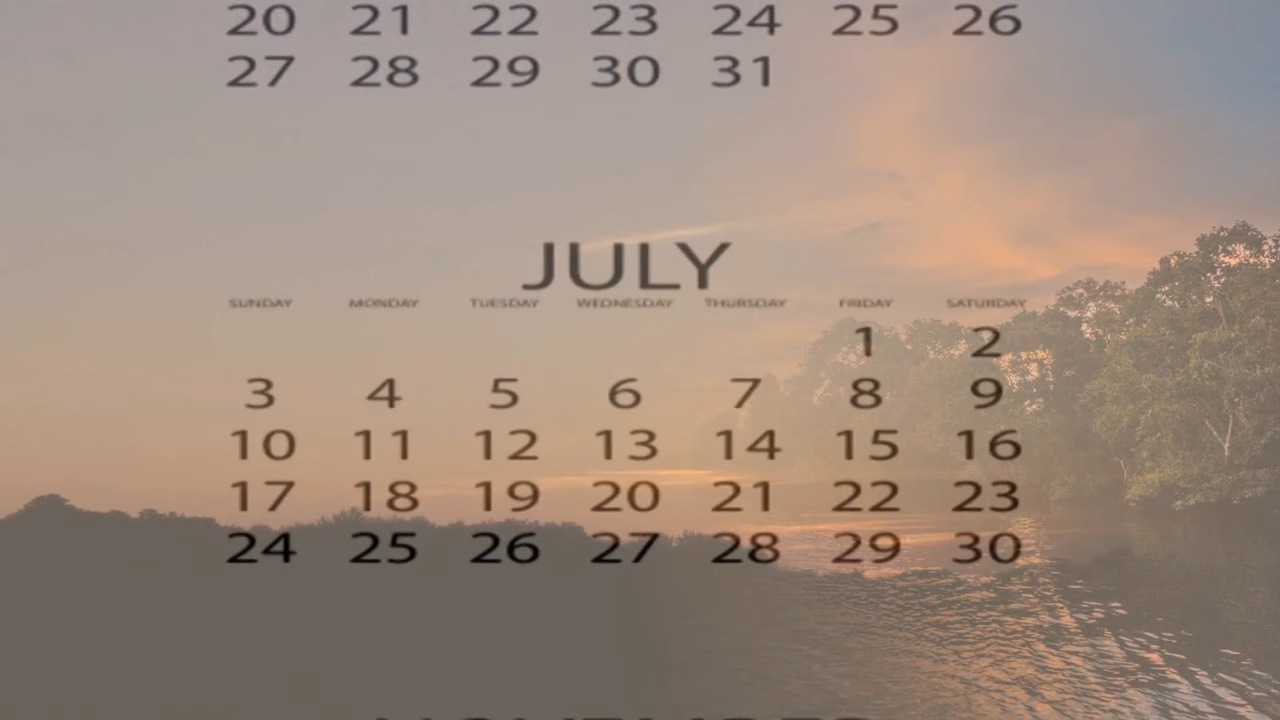 20 21 22 23 24 25 26
27 28 29 30 31
JULY
SUNDAY MONDAY TUESDAY WEDNESDAY THURSDAY FRIDAY SATURDAY
1 2
3 4 5 6 7 8 9
10 11 12 13 14 15 16
17 18 19 20 21 22 23
24 25 26 27 28 29 30